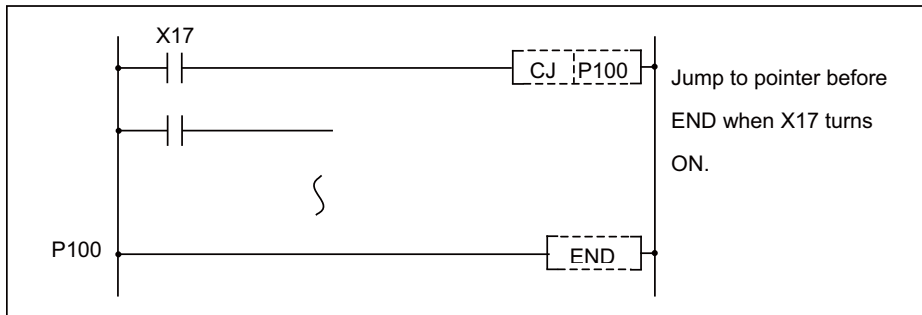 X17
CJ P100
Jump to pointer before
END when X17 turns
ON.
P100
END